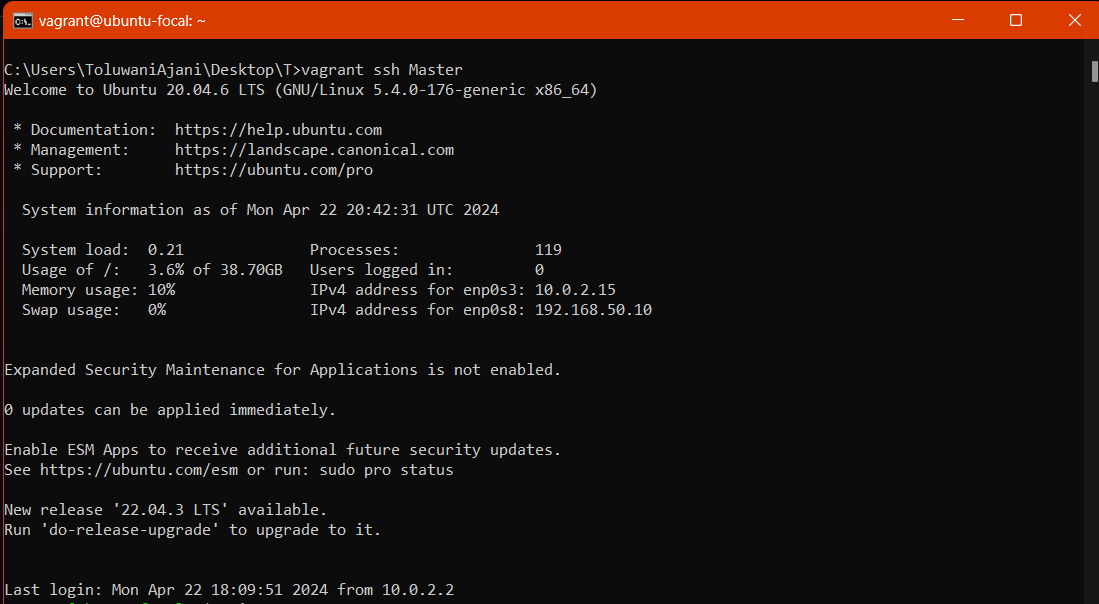 vagrant@ubuntu-focal: ~
C:\Users\ToluwaniAjani\Desktop\T>vagrant ssh Master
Welcome to Ubuntu 20.04.6 LTS (GNU/Linux 5.4.0-176-generic x86_64)
* Documentation:  https://help.ubuntu.com
* Management:     https://landscape.canonical.com
* Support:        https://ubuntu.com/pro
System information as of Mon Apr 22 20:42:31 UTC 2024
System load:  0.21              Processes:               119
Usage of /:   3.6% of 38.70GB   Users logged in:         0
Memory usage: 10%               IPv4 address for enp0s3: 10.0.2.15
Swap usage:   0%                IPv4 address for enp0s8: 192.168.50.10
Expanded Security Maintenance for Applications is not enabled.
0 updates can be applied immediately.
Enable ESM Apps to receive additional future security updates.
See https://ubuntu.com/esm or run: sudo pro status
New release '22.04.3 LTS' available.
Run 'do-release-upgrade' to upgrade to it.
Last login: Mon Apr 22 18:09:51 2024 from 10.0.2.2